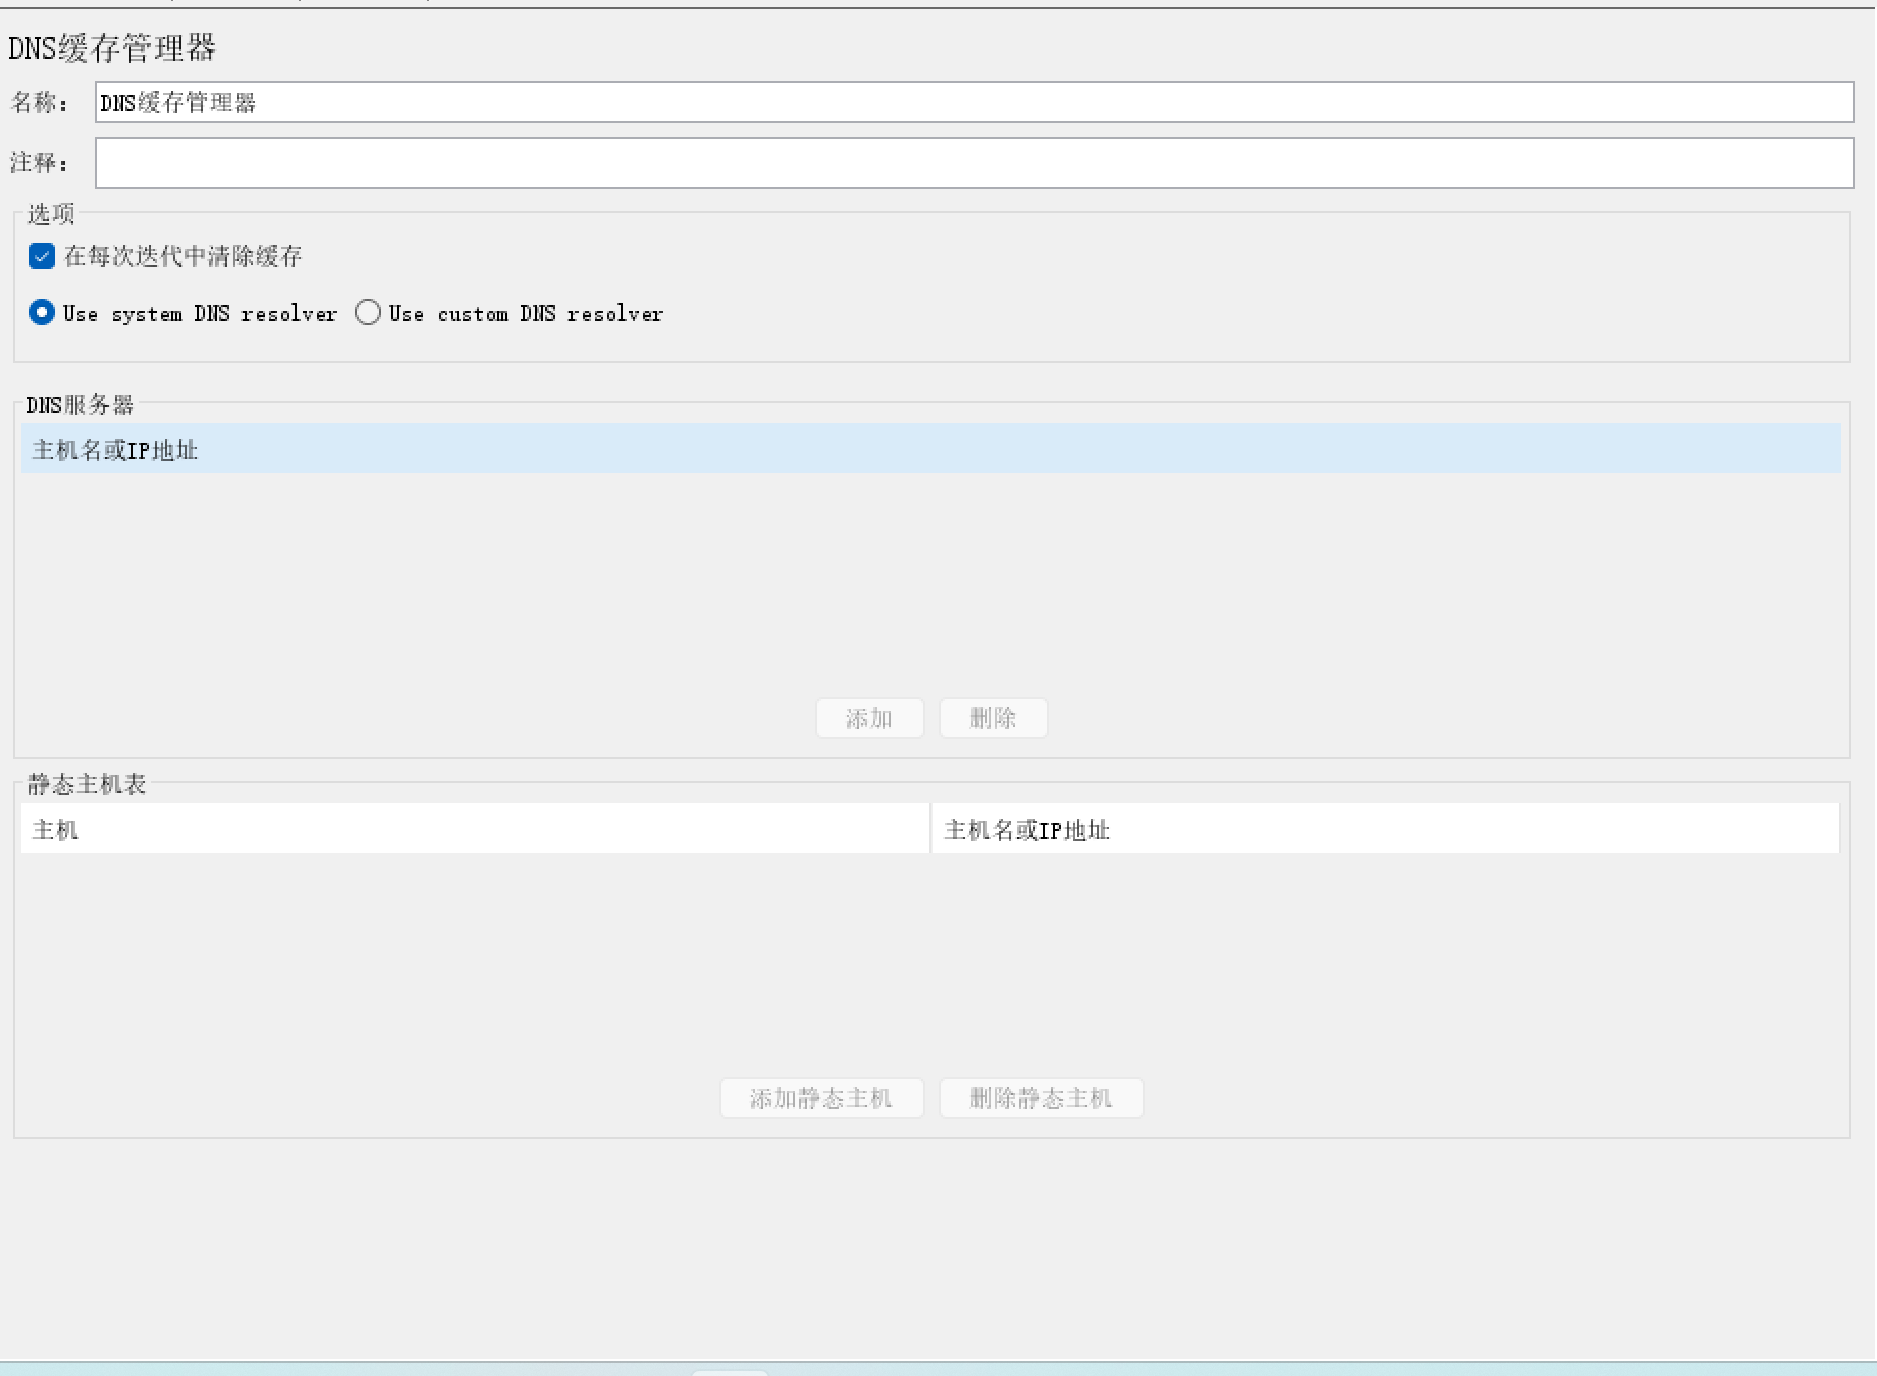 DNS缓存管理器
名称： DNS缓存管理器
注释：
选项
在每次迭代中清除缓存
Use system DNS resolver Use custom DNS resolver
DNS服务器
主机名或IP地址
添加 删除
静态主机表
主机 主机名或IP地址
添加静态主机 删除静态主机